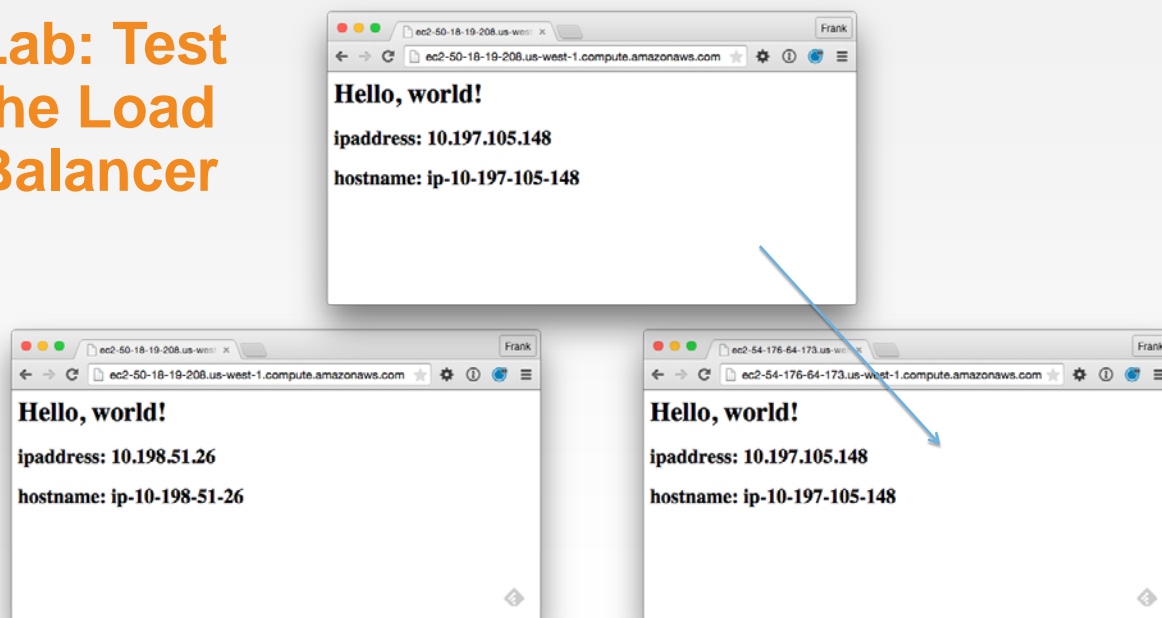 Lab: Test
the Load
Balancer
ec2-50-18-19-208.us-west
Frank
ec2-50-18-19-208.us-west-1.compute.amazonaws.com
Hello, world!
ipaddress: 10.197.105.148
hostname: ip-10-197-105-148
ec2-50-18-19-208.us-west
Frank
ec2-50-18-19-208.us-west-1.compute.amazonaws.com
Hello, world!
ipaddress: 10.198.51.26
hostname: ip-10-198-51-26
ec2-54-176-64-173.us-we
Frank
ec2-54-176-64-173.us-west-1.compute.amazonaws.com
Hello, world!
ipaddress: 10.197.105.148
hostname: ip-10-197-105-148